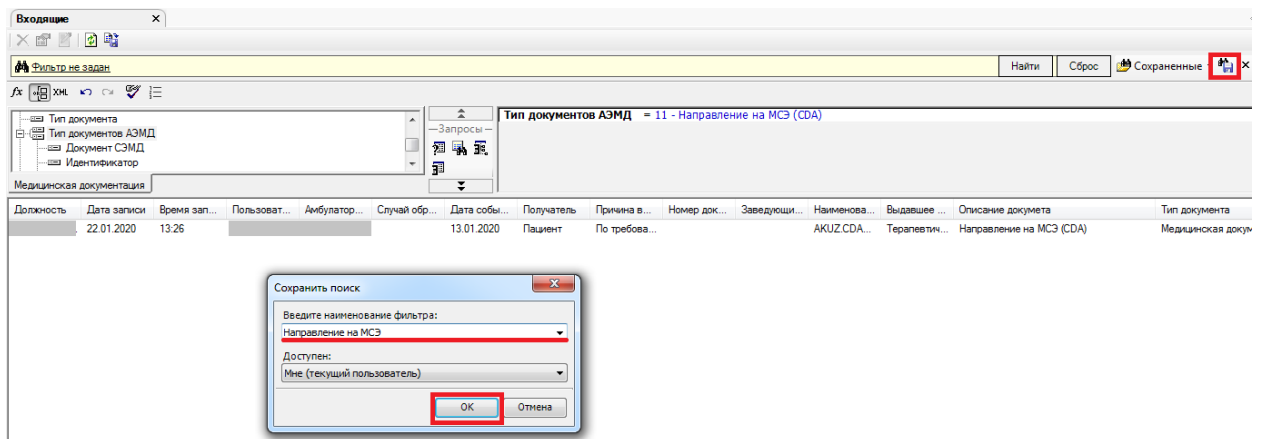 Входящие
Фильтр не задан Найти Сброс Сохраненные
fx XML
Тип документа
Тип документов АЭМД
Документ СЭМД
Идентификатор
Медицинская документация
Запросы
Тип документов АЭМД = 11 - Направление на МСЭ (CDA)
Должность Дата записи Время зап... Пользоват... Амбулатор... Случай обр... Дата собы... Получатель Причина в... Номер док... Заведующи... Наименова... Выдавшее ... Описание докумета Тип документа
22.01.2020 13:26 13.01.2020 Пациент По требова... AKUZ.CDA... Терапевтич... Направление на МСЭ (CDA) Медицинская докум
Сохранить поиск
Введите наименование фильтра:
Направление на МСЭ
Доступен:
Мне (текущий пользователь)
OK Отмена